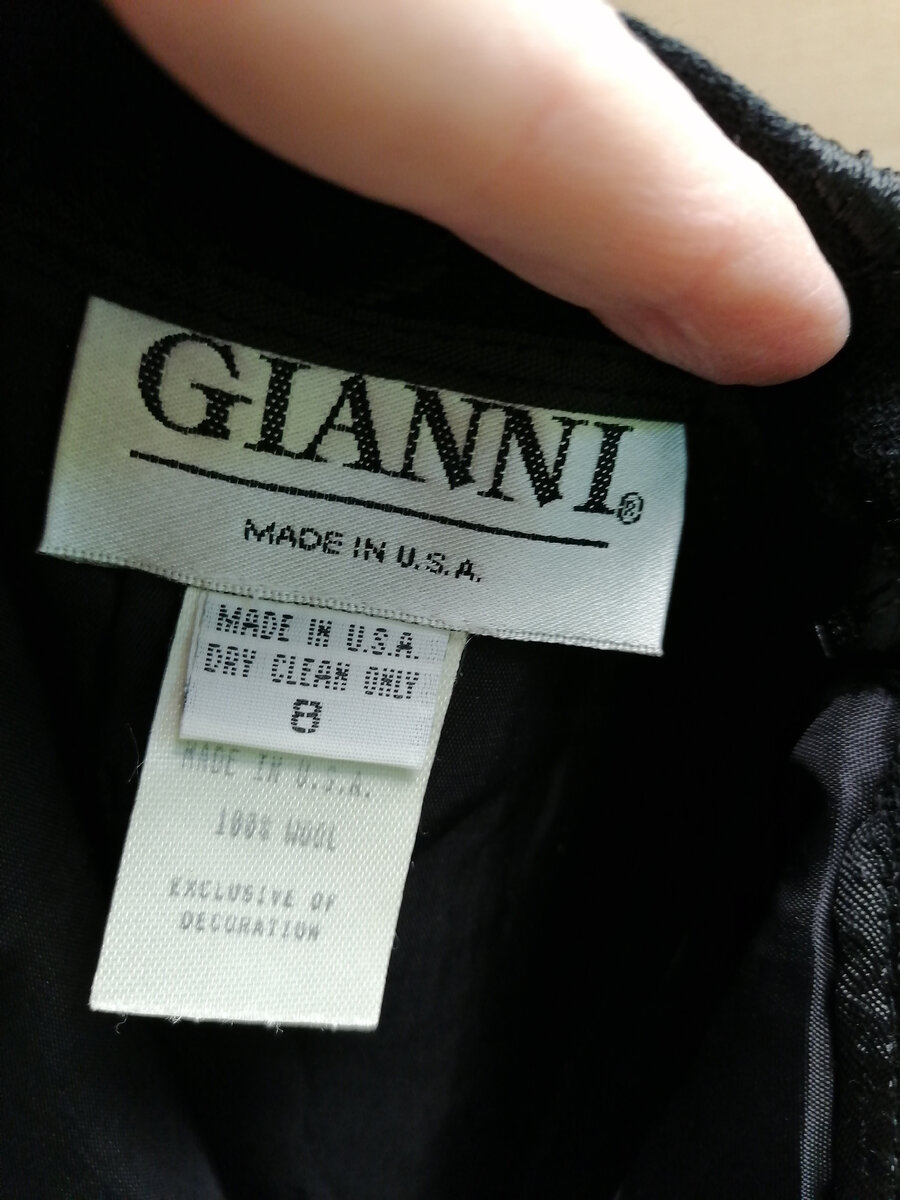 GIANNI®
MADE IN U.S.A.
MADE IN U.S.A.
DRY CLEAN ONLY
8
MADE IN U.S.A.
100% WOOL
EXCLUSIVE OF
DECORATION